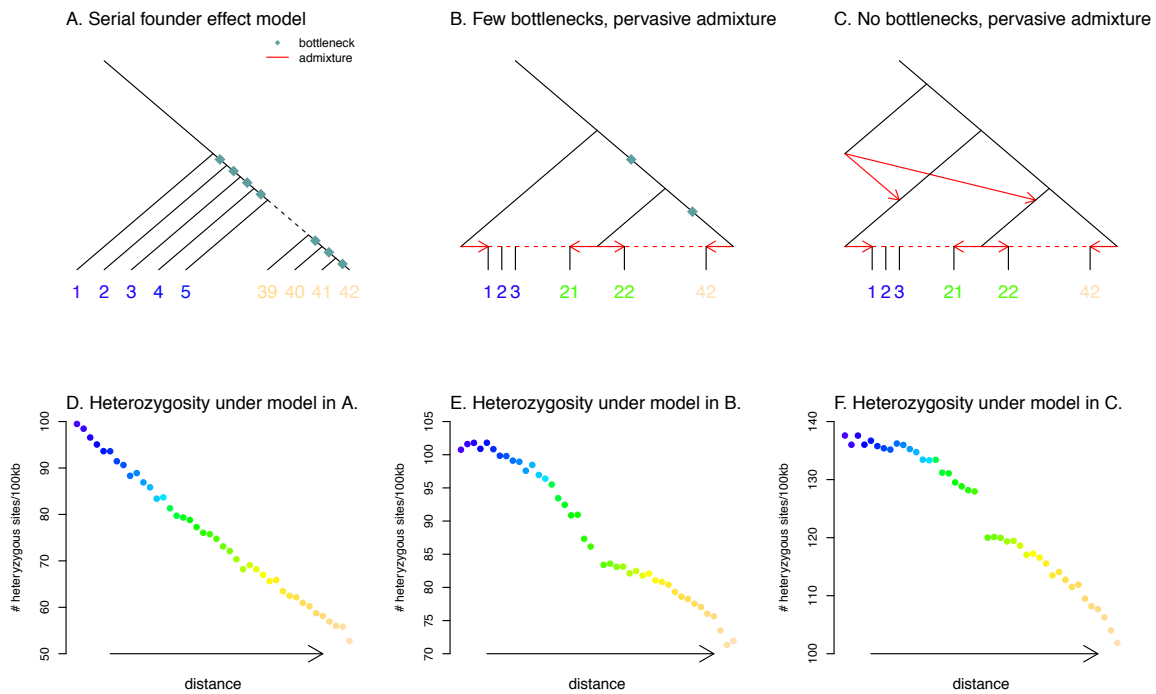 A. Serial founder effect model
bottleneck
admixture
1 2 3 4 5 39 40 41 42
B. Few bottlenecks, pervasive admixture
1 2 3 21 22 42
C. No bottlenecks, pervasive admixture
1 2 3 21 22 42
D. Heterozygosity under model in A.
# heteryzygous sites/100kb
100
90
80
70
60
50
distance
E. Heterozygosity under model in B.
# heteryzygous sites/100kb
105
100
95
90
85
80
75
70
distance
F. Heterozygosity under model in C.
# heteryzygous sites/100kb
140
130
120
110
100
distance